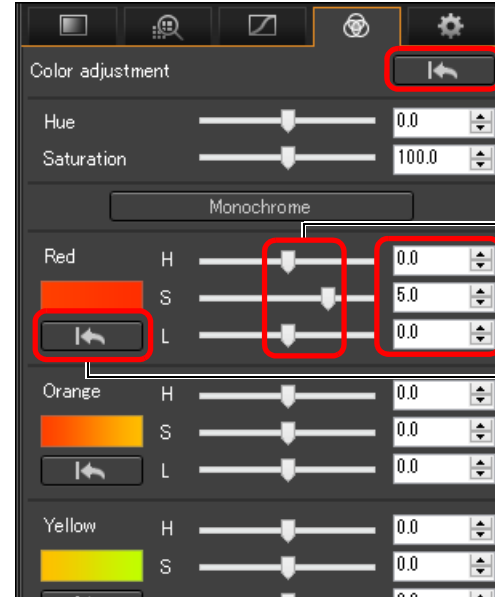 Color adjustment
Hue 0.0
Saturation 100.0
Monochrome
Red H 0.0
S 5.0
L 0.0
Orange H 0.0
S 0.0
L 0.0
Yellow H 0.0
S 0.0